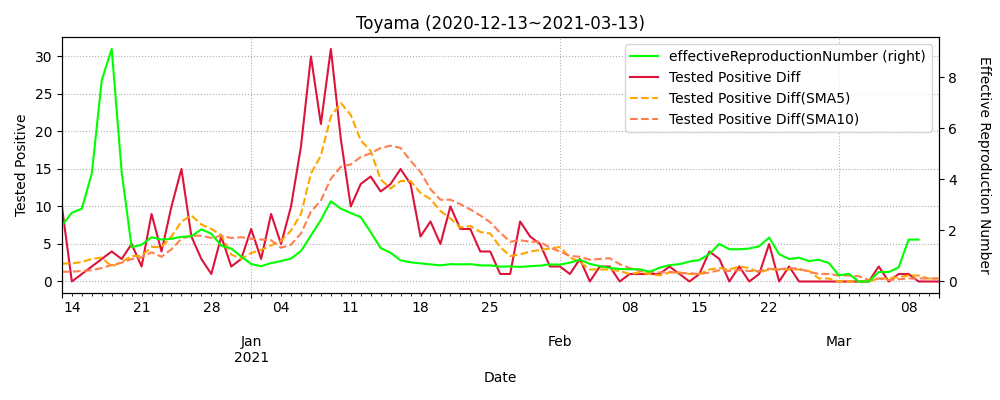 Toyama (2020-12-13~2021-03-13)
effectiveReproductionNumber (right)
Tested Positive Diff
Tested Positive Diff(SMA5)
Tested Positive Diff(SMA10)
Tested Positive
30
25
20
15
10
5
0
Effective Reproduction Number
8
6
4
2
0
14 21 28 04 11 18 25 08 15 22 08
Jan Feb Mar
2021
Date